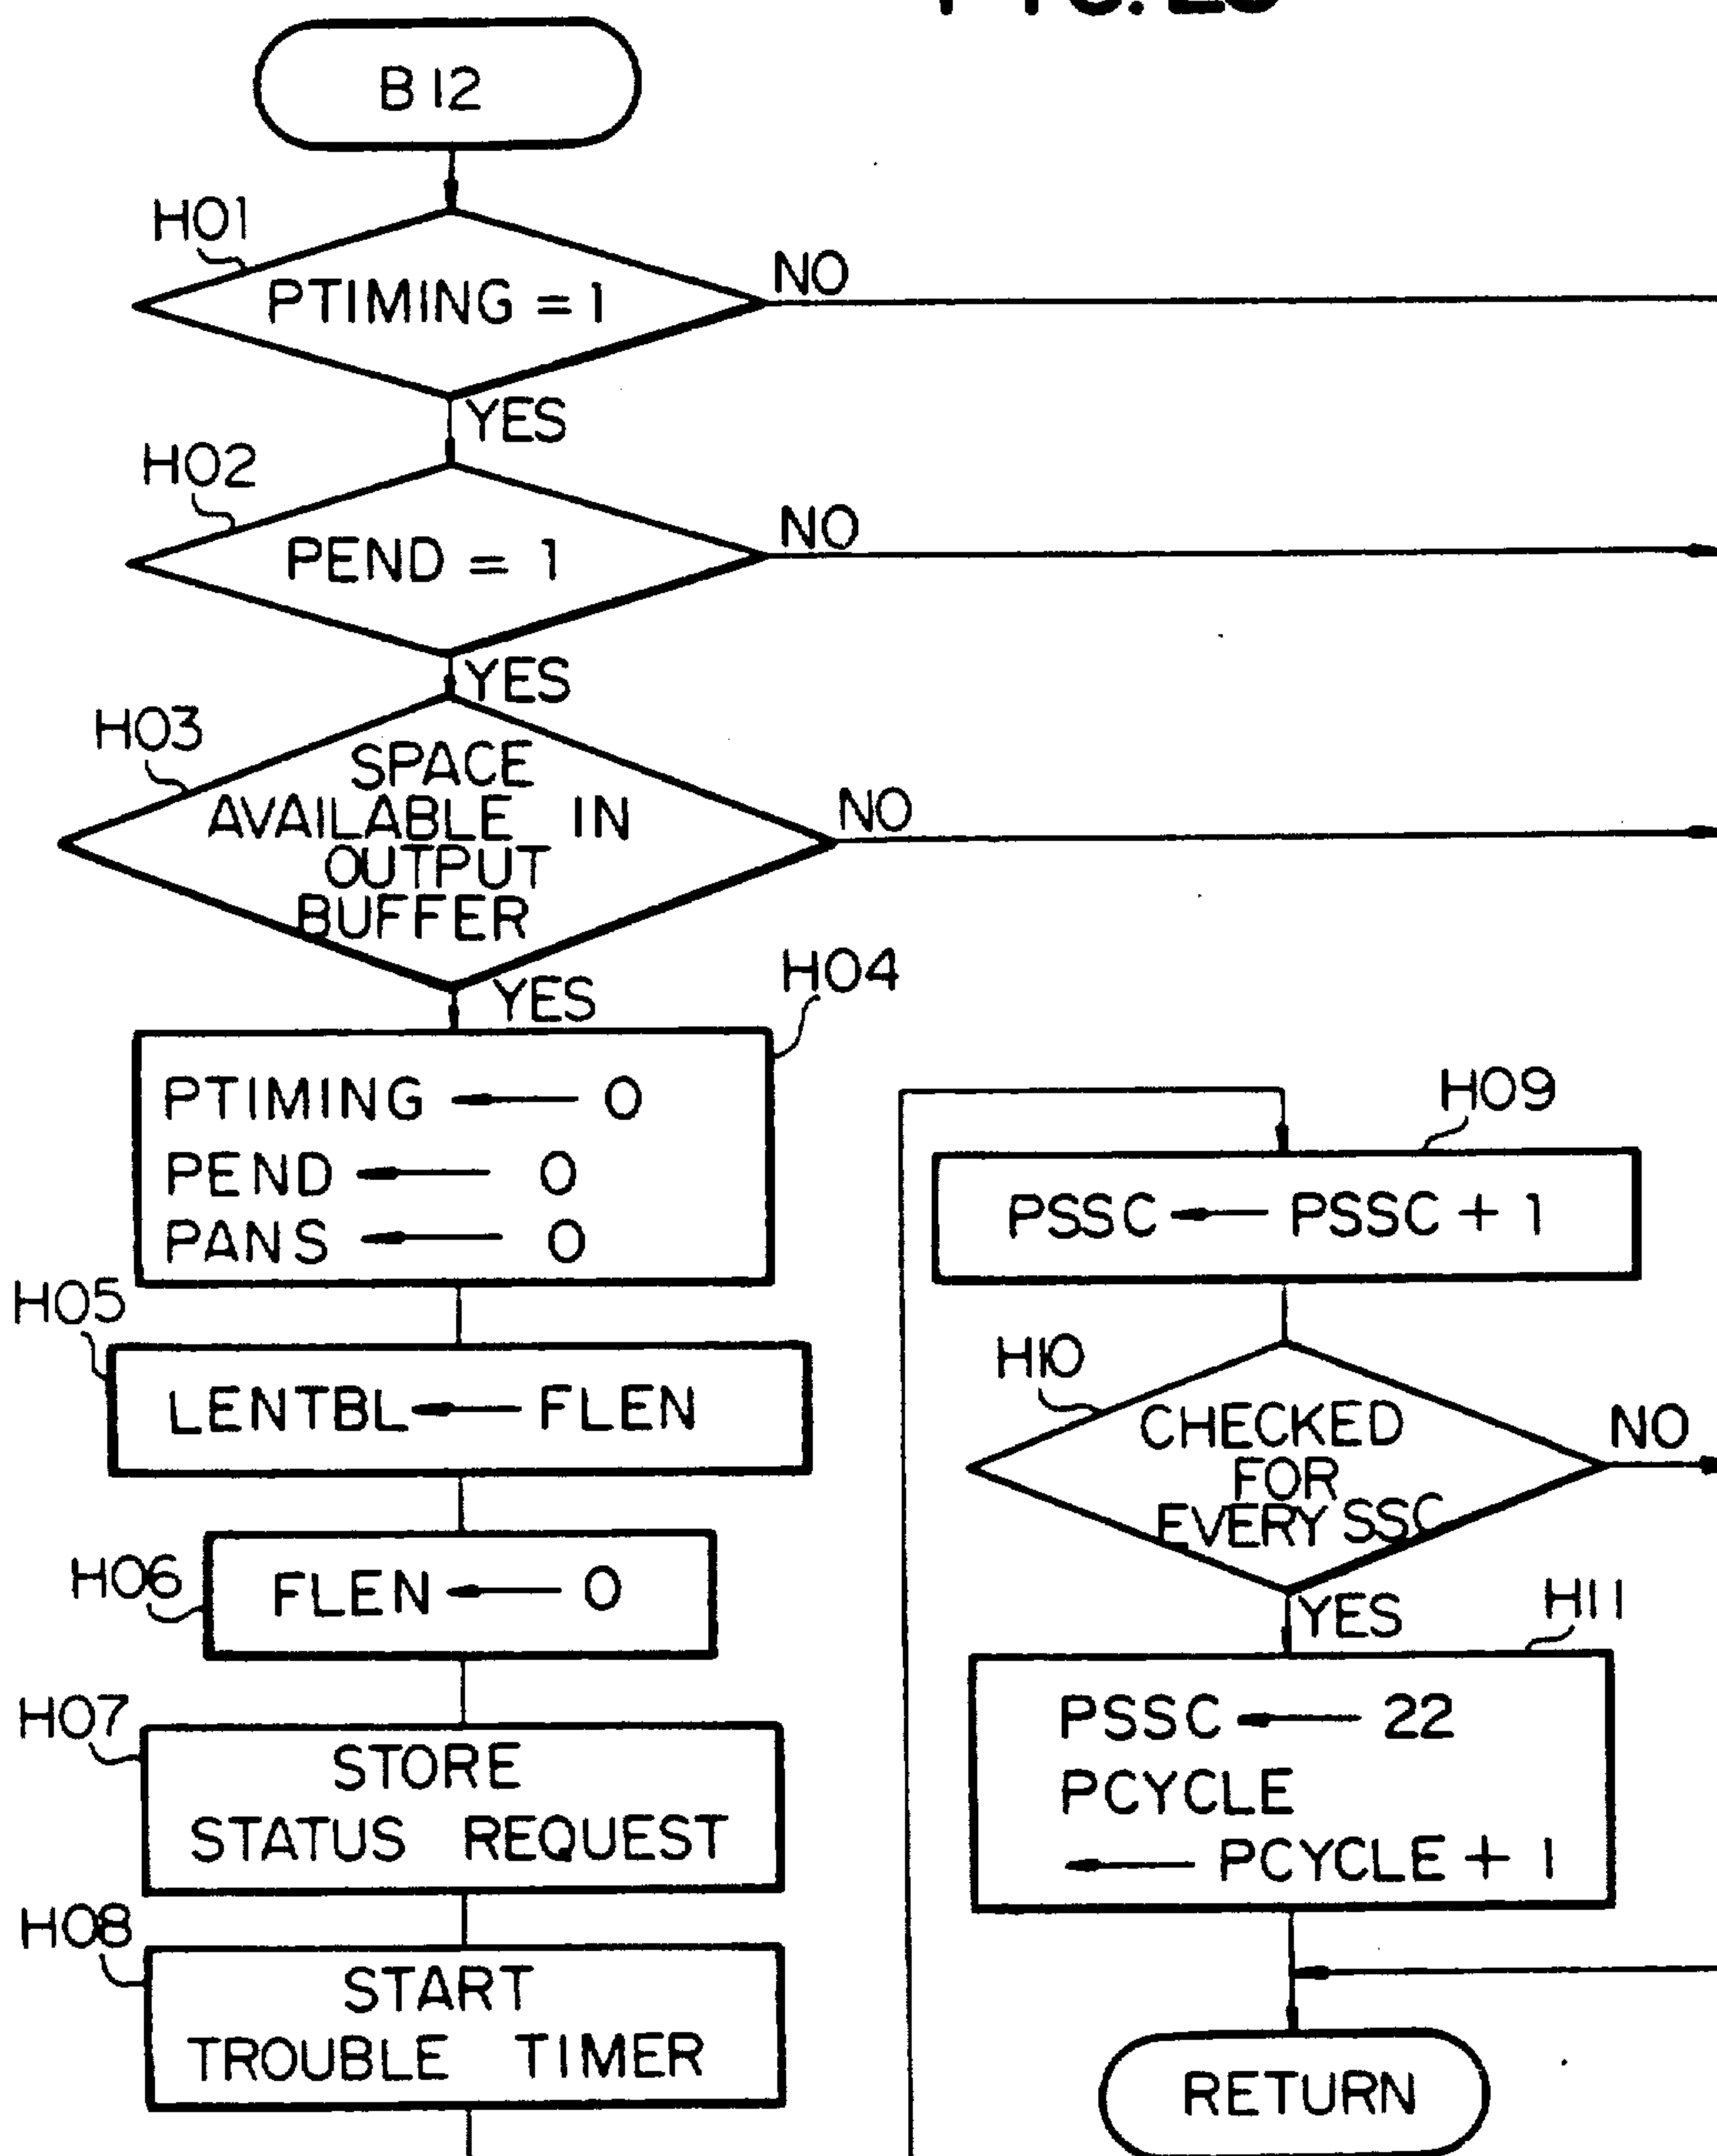 B12
H01
PTIMING = 1
NO
YES
H02
PEND = 1
NO
YES
H03
SPACE
AVAILABLE IN
OUTPUT
BUFFER
NO
YES
H04
PTIMING ← 0
PEND ← 0
PANS ← 0
H05
LENTBL ← FLEN
H06
FLEN ← 0
H07
STORE
STATUS REQUEST
H08
START
TROUBLE TIMER
H09
PSSC ← PSSC + 1
H10
CHECKED
FOR
EVERY SSC
NO
YES
H11
PSSC ← 22
PCYCLE
← PCYCLE + 1
RETURN